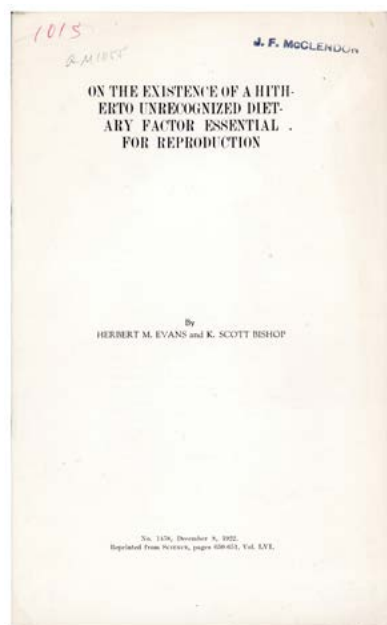 1015
J. F. McCLENDON
ON THE EXISTENCE OF A HITH-
ERTO UNRECOGNIZED DIET-
ARY FACTOR ESSENTIAL
FOR REPRODUCTION
By
HERBERT M. EVANS and K. SCOTT BISHOP
No. 1458, December 8, 1922.
Reprinted from SCIENCE, pages 650-651, Vol. LVI.